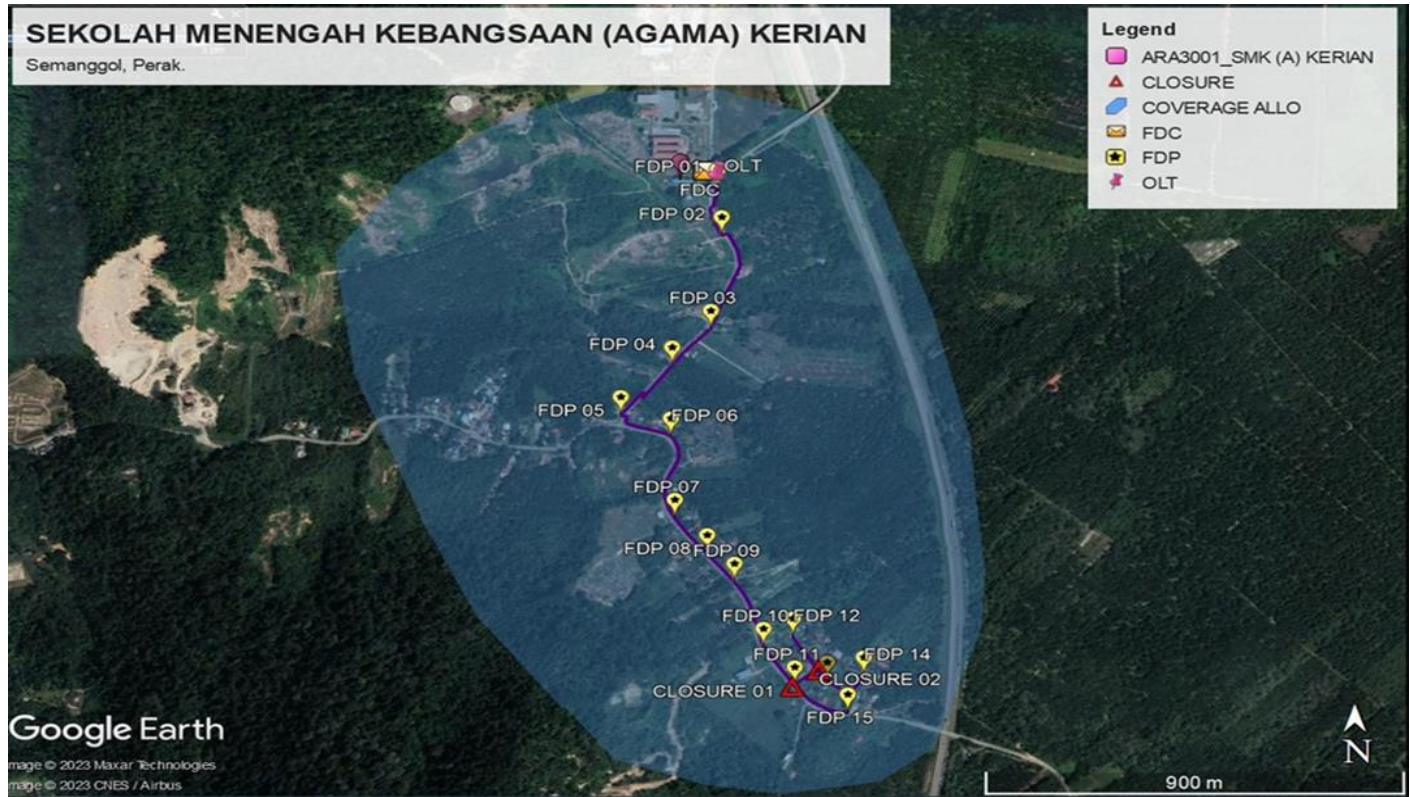 SEKOLAH MENENGAH KEBANGSAAN (AGAMA) KERIAN
Semanggol, Perak.
Legend
ARA3001_SMK (A) KERIAN
CLOSURE
COVERAGE ALLO
FDC
FDP
OLT
FDP 01
OLT
FDC
FDP 02
FDP 03
FDP 04
FDP 05
FDP 06
FDP 07
FDP 08
FDP 09
FDP 10
FDP 12
FDP 11
FDP 14
CLOSURE 02
CLOSURE 01
FDP 15
Google Earth
mage © 2023 Maxar Technologies
mage © 2023 CNES / Airbus
N
900 m